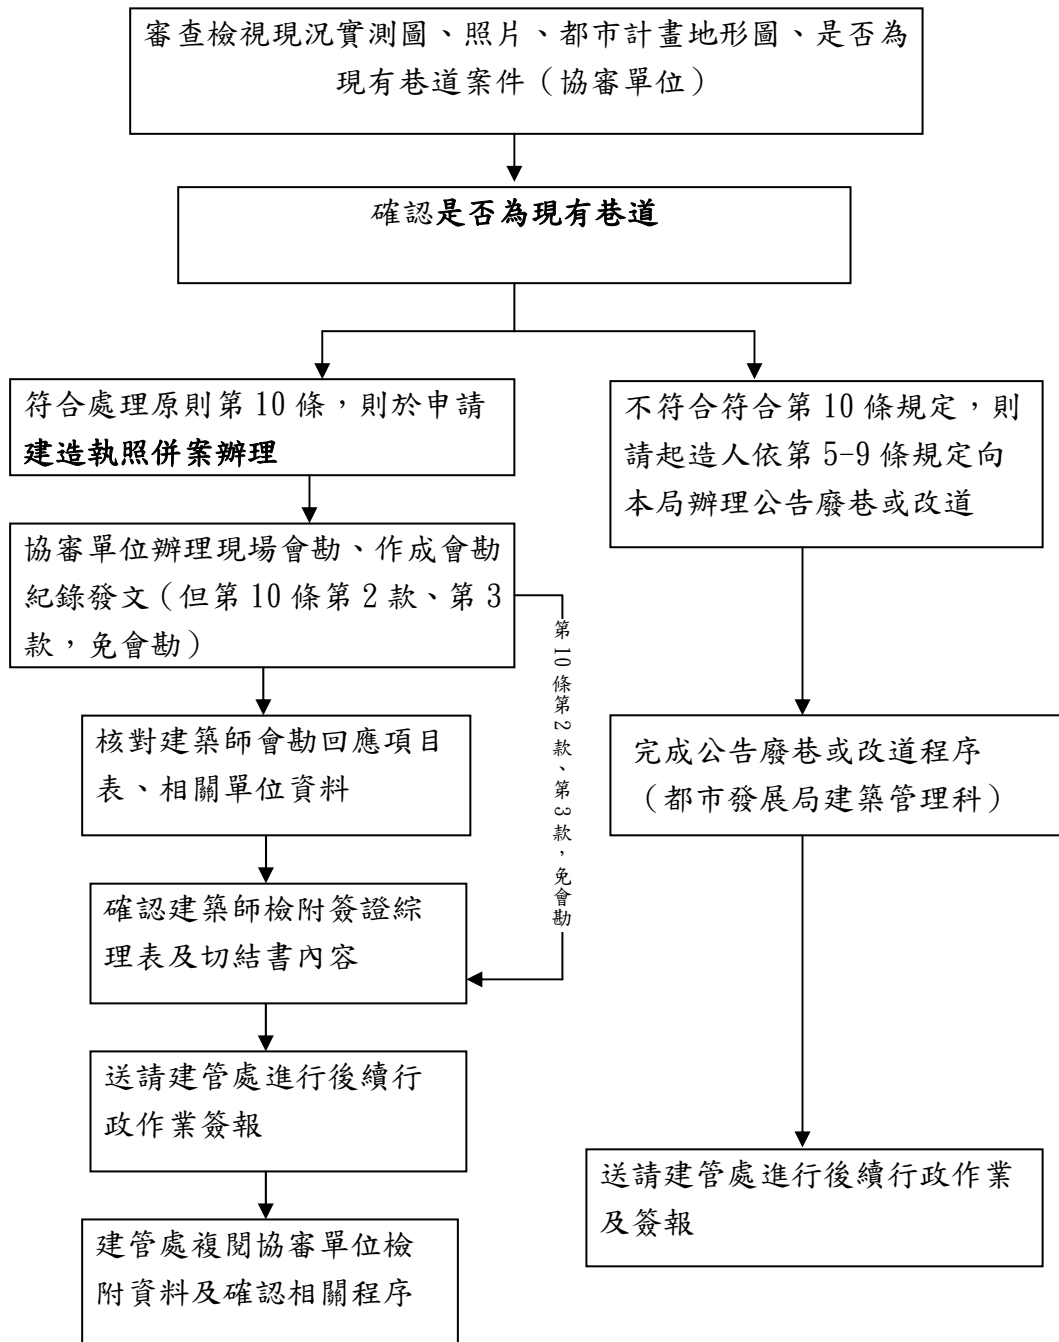 審查檢視現況實測圖、照片、都市計畫地形圖、是否為
現有巷道案件（協審單位）
確認是否為現有巷道
符合處理原則第 10 條，則於申請
建造執照併案辦理
不符合符合第 10 條規定，則
請起造人依第 5-9 條規定向
本局辦理公告廢巷或改道
協審單位辦理現場會勘、作成會勘
紀錄發文（但第 10 條第 2 款、第 3
款，免會勘）
第 10 條第 2 款、第 3 款，免會勘
核對建築師會勘回應項目
表、相關單位資料
完成公告廢巷或改道程序
（都市發展局建築管理科）
確認建築師檢附簽證綜
理表及切結書內容
送請建管處進行後續行
政作業簽報
送請建管處進行後續行政作業
及簽報
建管處複閱協審單位檢
附資料及確認相關程序